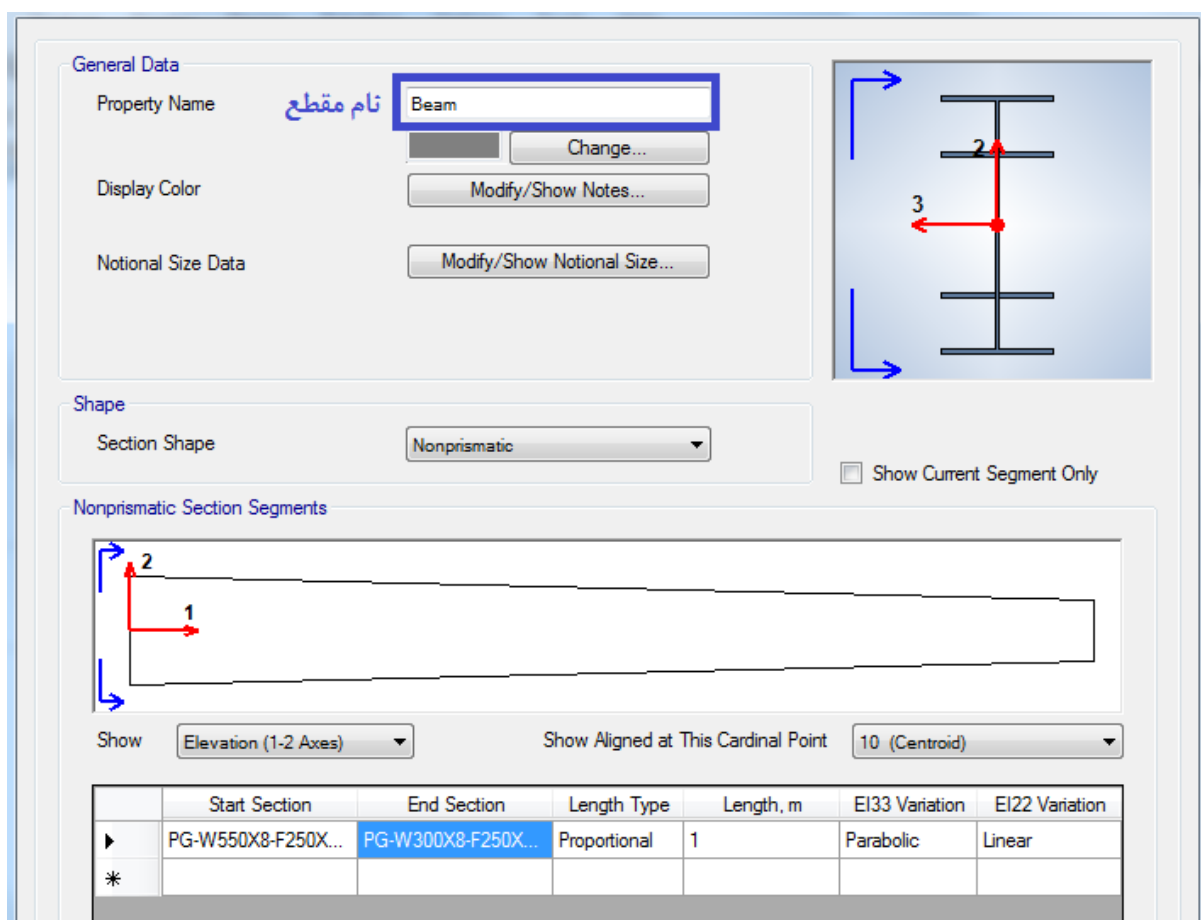 General Data
Property Name نام مقطع Beam
Change...
Display Color Modify/Show Notes...
Notional Size Data Modify/Show Notional Size...
2
3
Shape
Section Shape Nonprismatic
Show Current Segment Only
Nonprismatic Section Segments
2
1
Show Elevation (1-2 Axes) Show Aligned at This Cardinal Point 10 (Centroid)
Start Section End Section Length Type Length, m EI33 Variation EI22 Variation
PG-W550X8-F250X... PG-W300X8-F250X... Proportional 1 Parabolic Linear